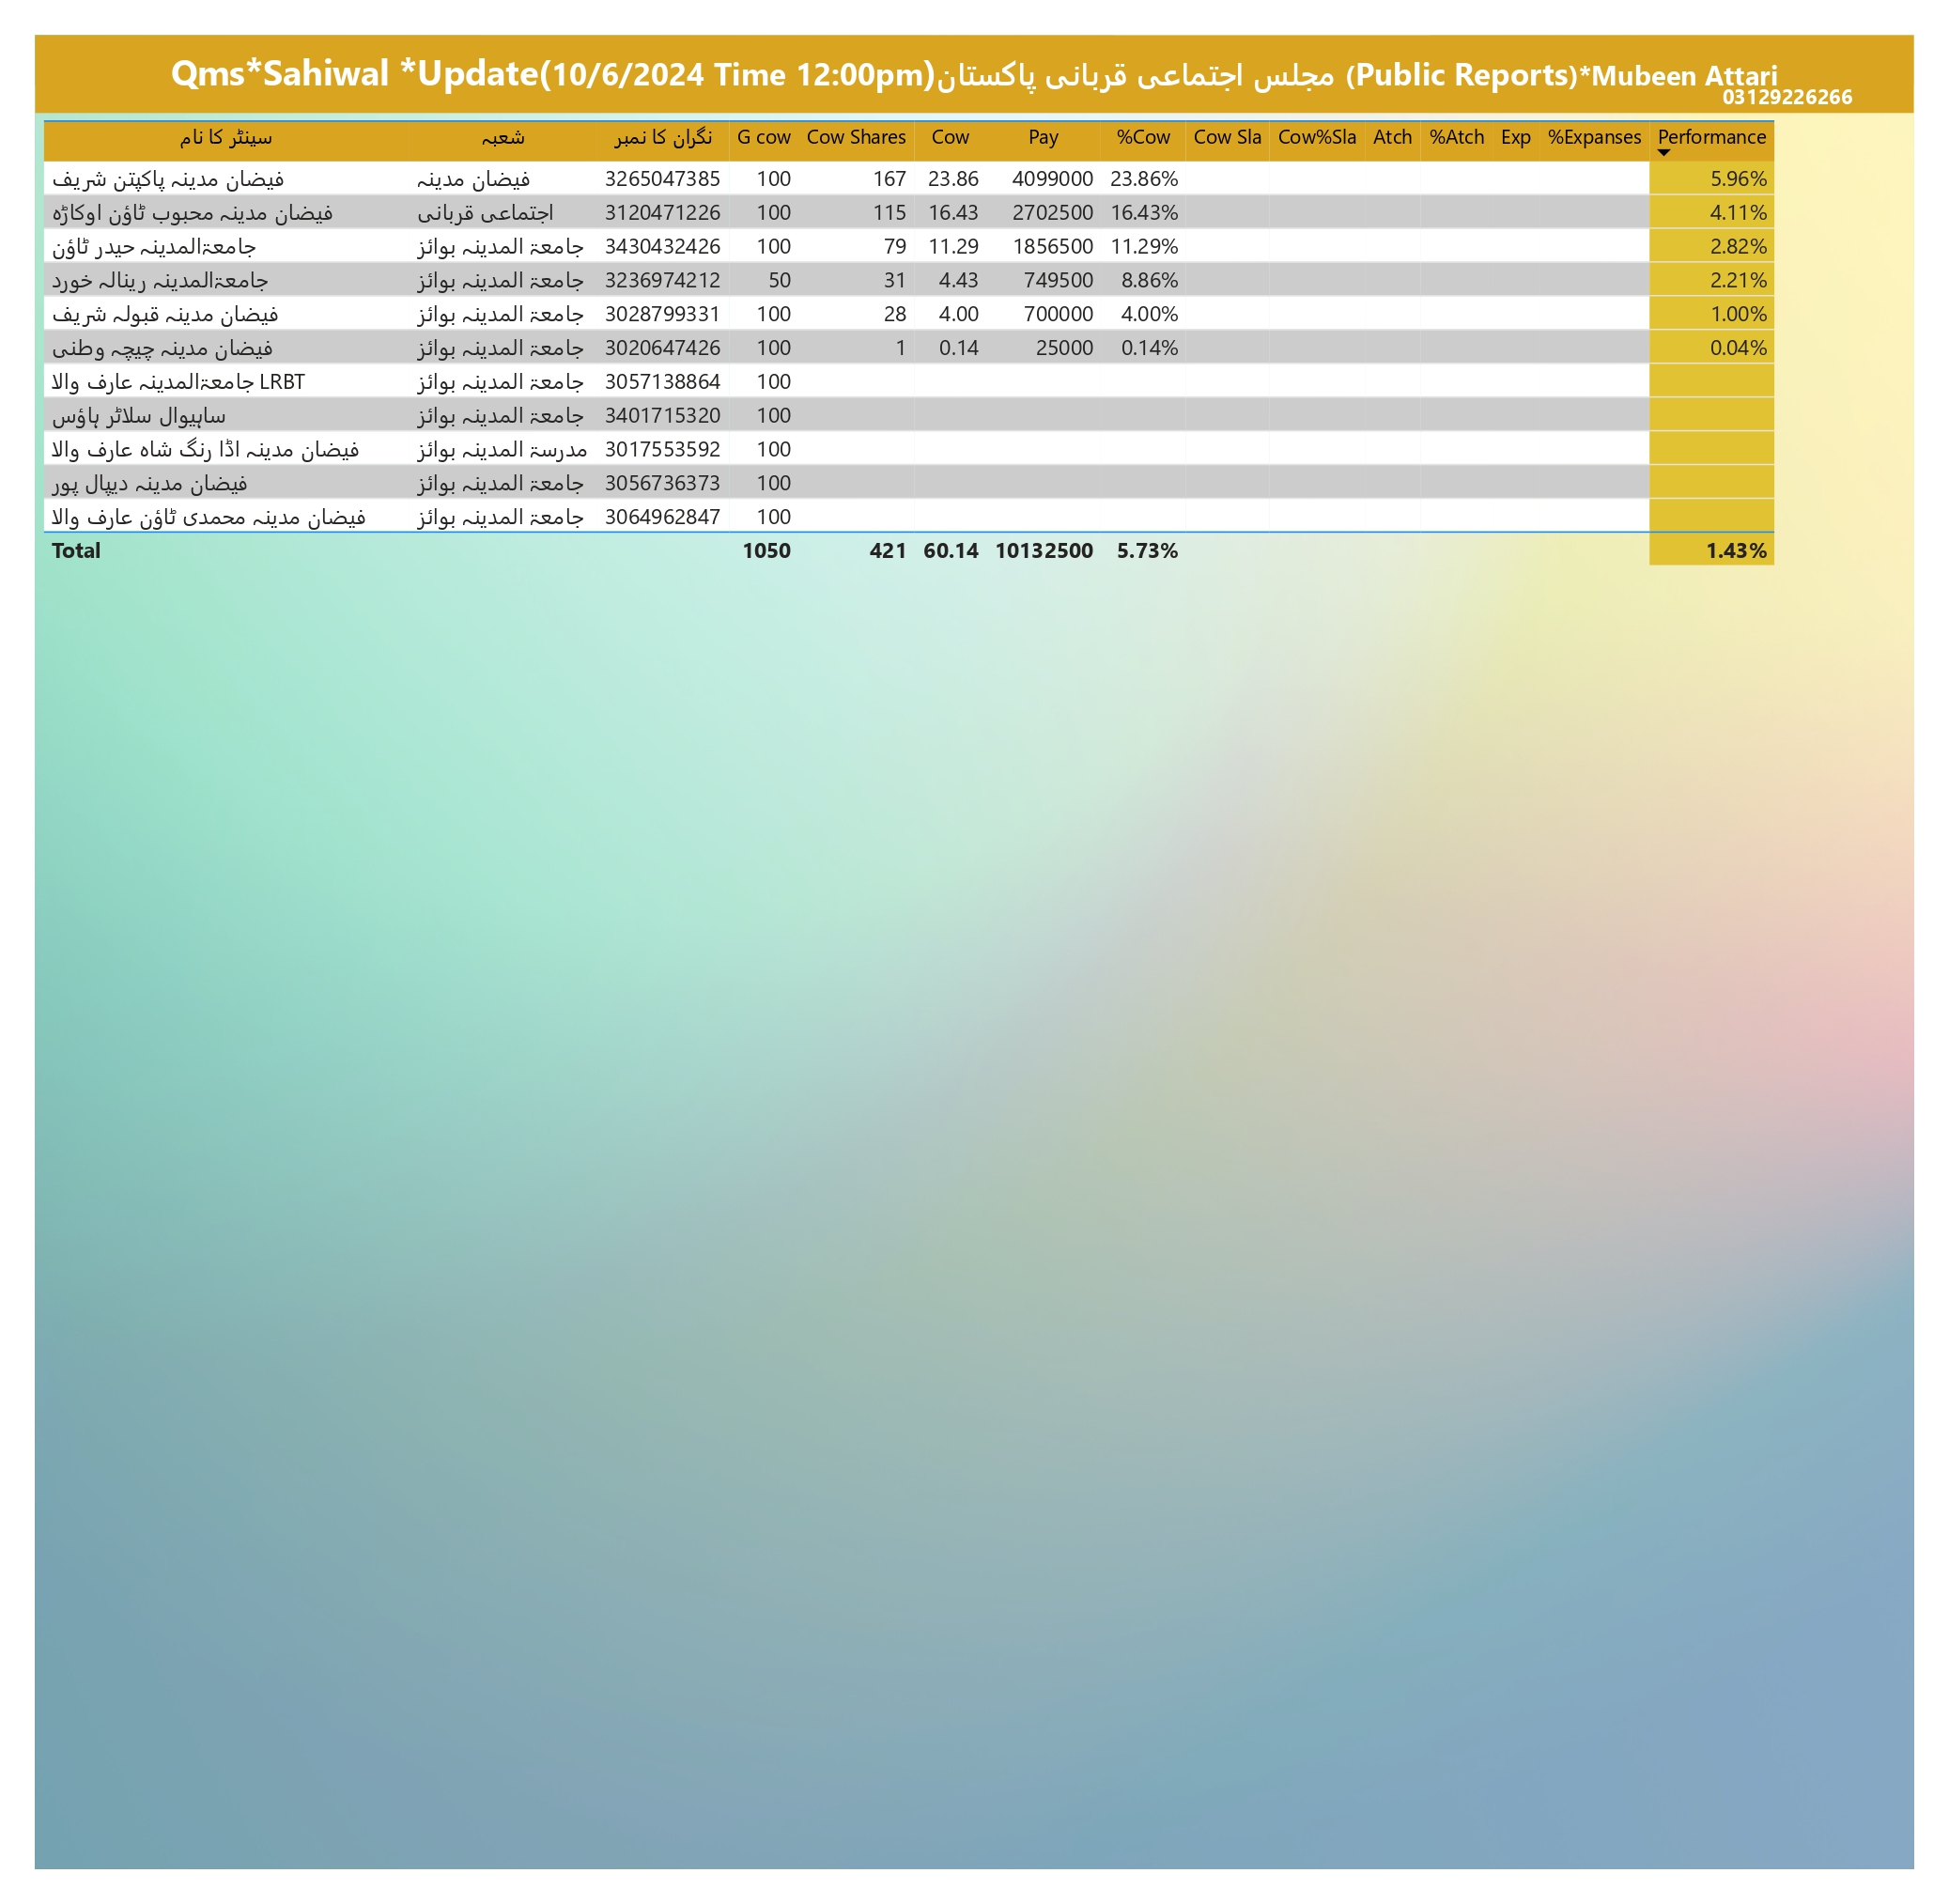 Qms*Sahiwal *Update(10/6/2024 Time 12:00pm)مجلس اجتماعی قربانی پاکستان (Public Reports)*Mubeen Attari
03129226266
سینٹر کا نام شعبہ نگران کا نمبر G cow Cow Shares Cow Pay %Cow Cow Sla Cow%Sla Atch %Atch Exp %Expanses Performance
فیضان مدینہ پاکپتن شریف فیضان مدینہ 3265047385 100 167 23.86 4099000 23.86% 5.96%
فیضان مدینہ محبوب ٹاؤن اوکاڑہ اجتماعی قربانی 3120471226 100 115 16.43 2702500 16.43% 4.11%
جامعۃالمدینہ حیدر ٹاؤن جامعۃ المدینہ بوائز 3430432426 100 79 11.29 1856500 11.29% 2.82%
جامعۃالمدینہ رینالہ خورد جامعۃ المدینہ بوائز 3236974212 50 31 4.43 749500 8.86% 2.21%
فیضان مدینہ قبولہ شریف جامعۃ المدینہ بوائز 3028799331 100 28 4.00 700000 4.00% 1.00%
فیضان مدینہ چیچہ وطنی جامعۃ المدینہ بوائز 3020647426 100 1 0.14 25000 0.14% 0.04%
جامعۃالمدینہ عارف والا LRBT جامعۃ المدینہ بوائز 3057138864 100
ساہیوال سلاٹر ہاؤس جامعۃ المدینہ بوائز 3401715320 100
فیضان مدینہ اڈا رنگ شاہ عارف والا مدرسۃ المدینہ بوائز 3017553592 100
فیضان مدینہ دیپال پور جامعۃ المدینہ بوائز 3056736373 100
فیضان مدینہ محمدی ٹاؤن عارف والا جامعۃ المدینہ بوائز 3064962847 100
Total 1050 421 60.14 10132500 5.73% 1.43%